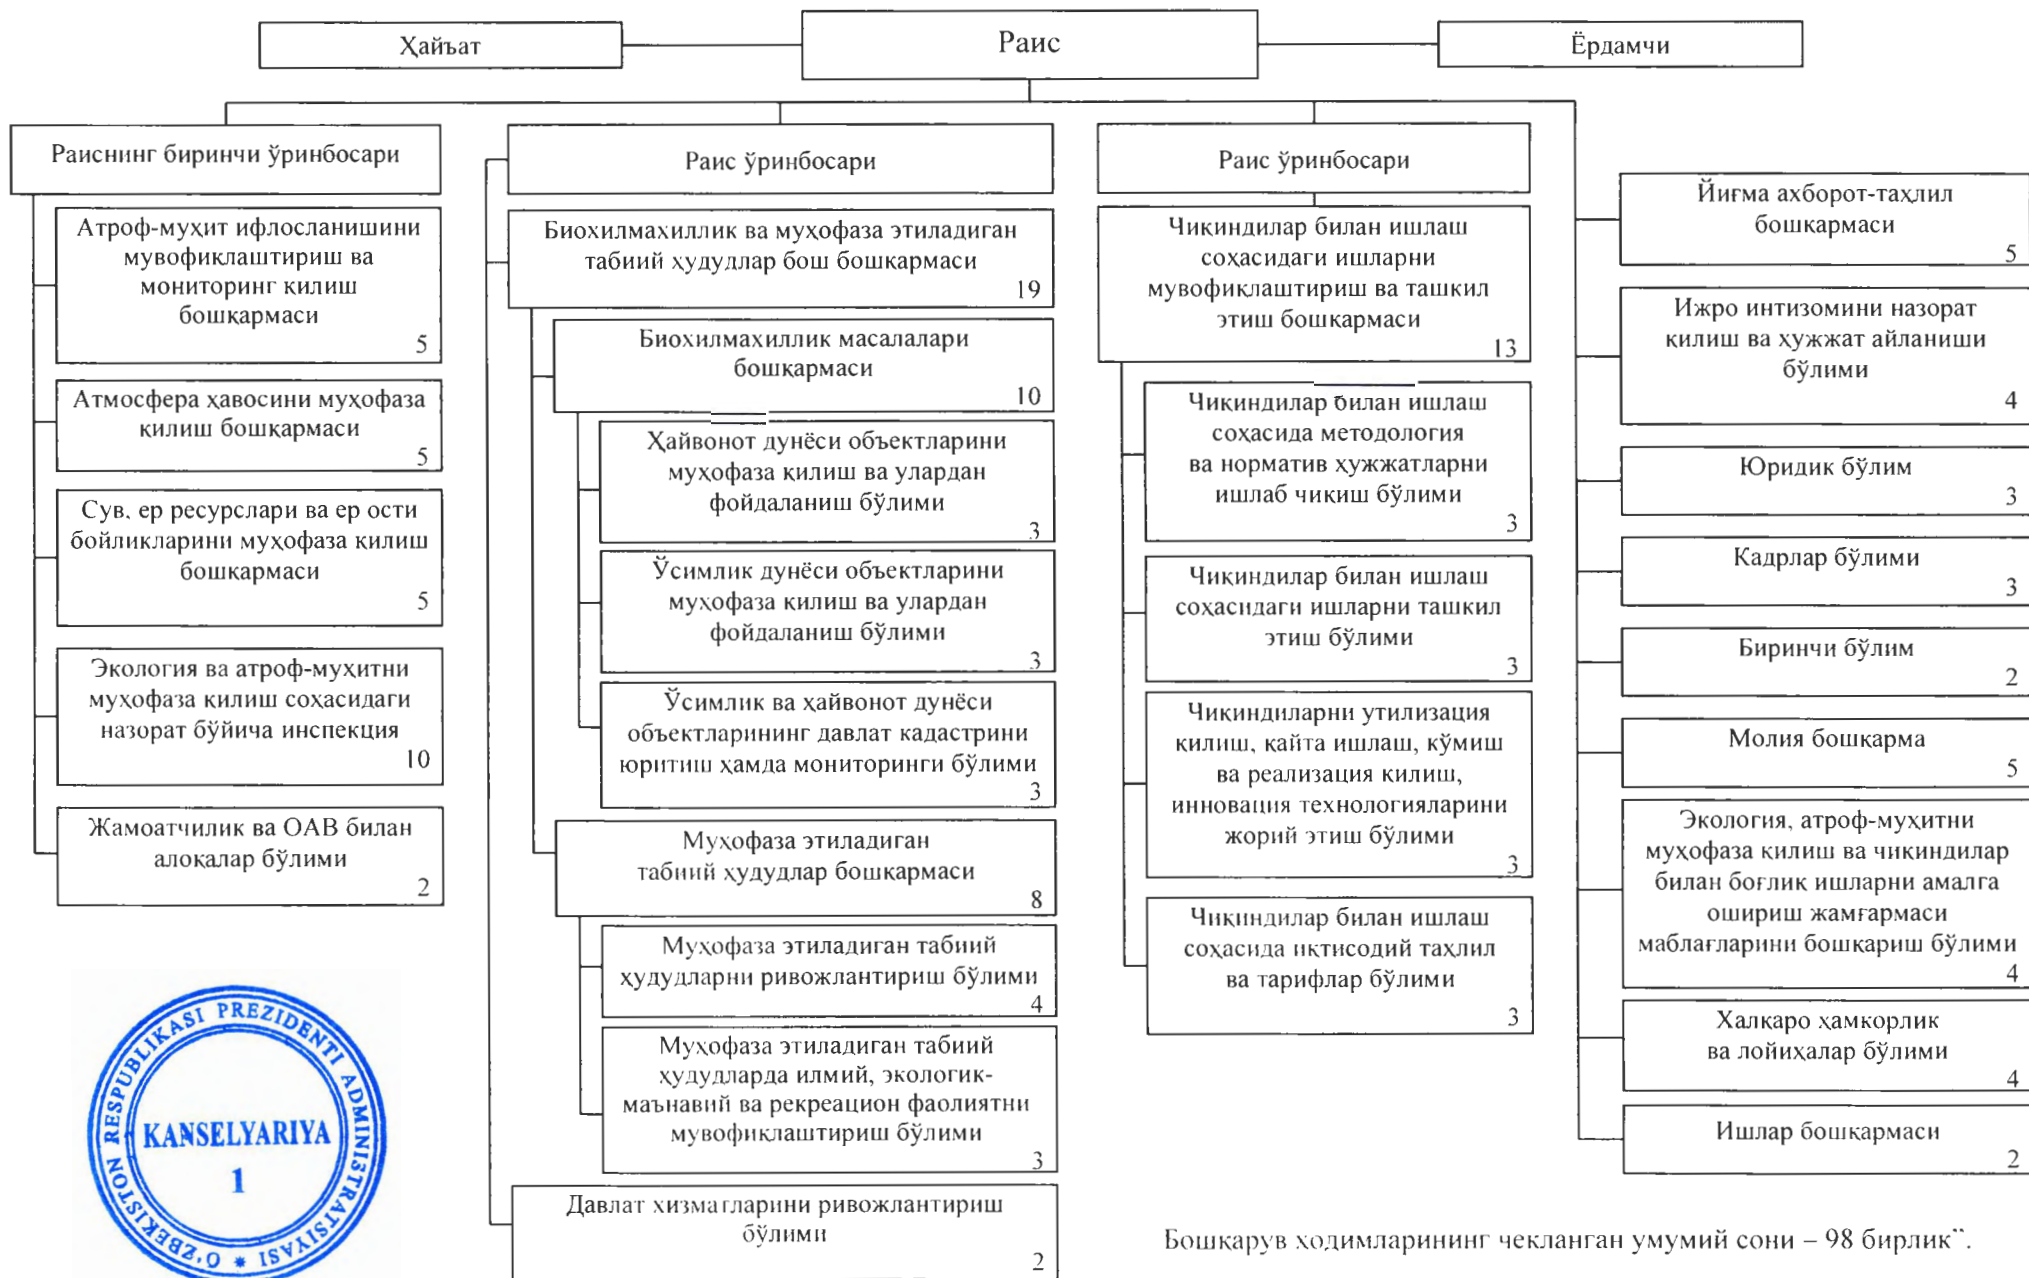 Ҳайъат
Раис
Ёрдамчи
Раиснинг биринчи ўринбосари
Атроф-муҳит ифлосланишини
мувофиқлаштириш ва
мониторинг қилиш
бошқармаси
5
Атмосфера ҳавосини муҳофаза
қилиш бошқармаси
5
Сув, ер ресурслари ва ер ости
бойликларини муҳофаза қилиш
бошқармаси
5
Экология ва атроф-муҳитни
муҳофаза қилиш соҳасидаги
назорат бўйича инспекция
10
Жамоатчилик ва ОАВ билан
алоқалар бўлими
2
Раис ўринбосари
Биохилмахиллик ва муҳофаза этиладиган
табиий ҳудудлар бош бошқармаси
19
Биохилмахиллик масалалари
бошқармаси
10
Ҳайвонот дунёси объектларини
муҳофаза қилиш ва улардан
фойдаланиш бўлими
3
Ўсимлик дунёси объектларини
муҳофаза қилиш ва улардан
фойдаланиш бўлими
3
Ўсимлик ва ҳайвонот дунёси
объектларининг давлат кадастрини
юритиш ҳамда мониторинги бўлими
3
Муҳофаза этиладиган
табиий ҳудудлар бошқармаси
8
Муҳофаза этиладиган табиий
ҳудудларни ривожлантириш бўлими
4
Муҳофаза этиладиган табиий
ҳудудларда илмий, экологик-
маънавий ва рекреацион фаолиятни
мувофиқлаштириш бўлими
3
Давлат хизматларини ривожлантириш
бўлими
2
Раис ўринбосари
Чиқиндилар билан ишлаш
соҳасидаги ишларни
мувофиқлаштириш ва ташкил
этиш бошқармаси
13
Чиқиндилар билан ишлаш
соҳасида методология
ва норматив ҳужжатларни
ишлаб чиқиш бўлими
3
Чиқиндилар билан ишлаш
соҳасидаги ишларни ташкил
этиш бўлими
3
Чиқиндиларни утилизация
қилиш, қайта ишлаш, кўмиш
ва реализация қилиш,
инновация технологияларини
жорий этиш бўлими
3
Чиқиндилар билан ишлаш
соҳасида иқтисодий таҳлил
ва тарифлар бўлими
3
Йиғма ахборот-таҳлил
бошқармаси
5
Ижро интизомини назорат
қилиш ва ҳужжат айланиши
бўлими
4
Юридик бўлим
3
Кадрлар бўлими
3
Биринчи бўлим
2
Молия бошқарма
5
Экология, атроф-муҳитни
муҳофаза қилиш ва чиқиндилар
билан боғлиқ ишларни амалга
ошириш жамғармаси
маблағларини бошқариш бўлими
4
Халқаро ҳамкорлик
ва лойиҳалар бўлими
4
Ишлар бошқармаси
2
O'ZBEKISTON RESPUBLIKASI PREZIDENTI ADMINISTRATSIYASI
KANSELYARIYA
1
Бошқарув ходимларининг чекланган умумий сони – 98 бирлик”.